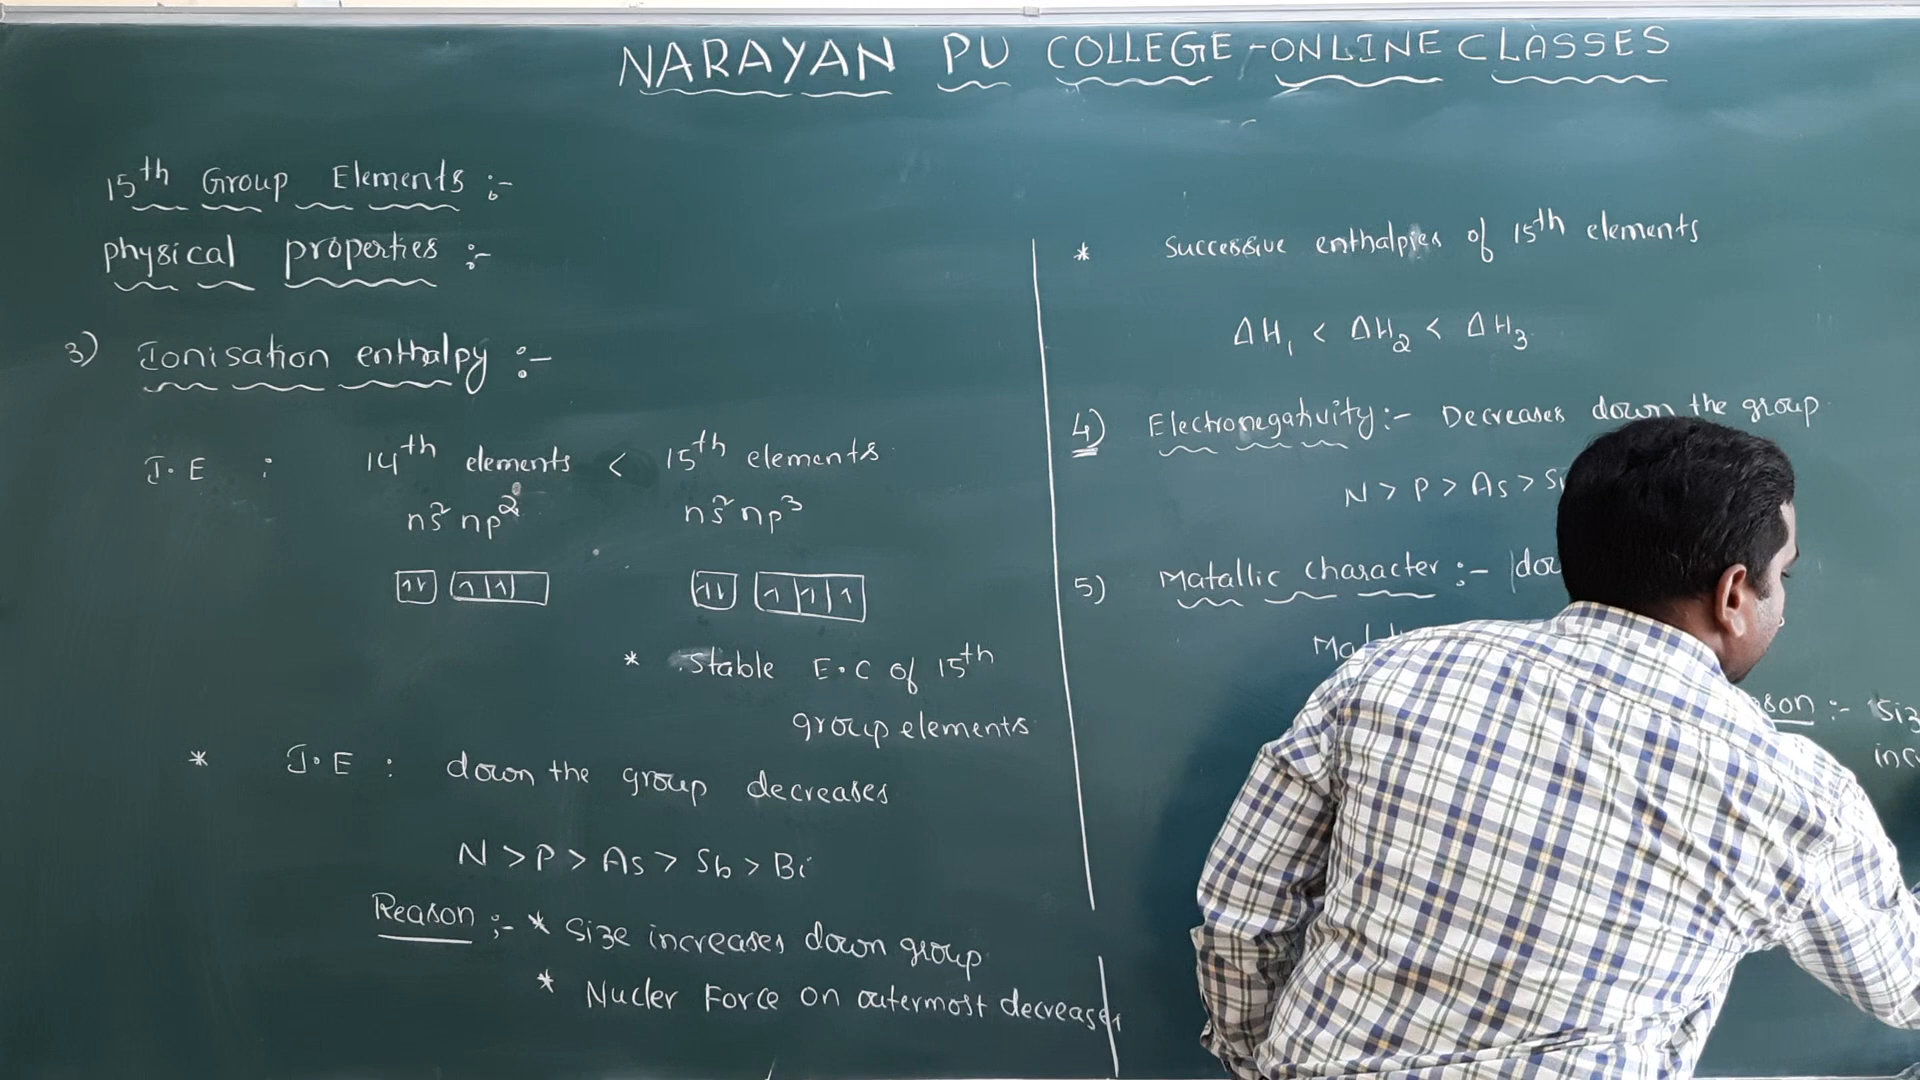 NARAYAN PU COLLEGE - ONLINE CLASSES
15th Group Elements :-
physical properties :-
3) Ionisation enthalpy :-
I.E : 14th elements < 15th elements
ns² np² ns² np³
* Stable E.C of 15th
group elements
* I.E : down the group decreases
N > P > As > Sb > Bi
Reason :- * Size increases down group
* Nucler Force on outermost decreases
* Successive enthalpies of 15th elements
ΔH₁ < ΔH₂ < ΔH₃
4) Electronegativity :- Decreases down the group
N > P > As >
5) Matallic character :-